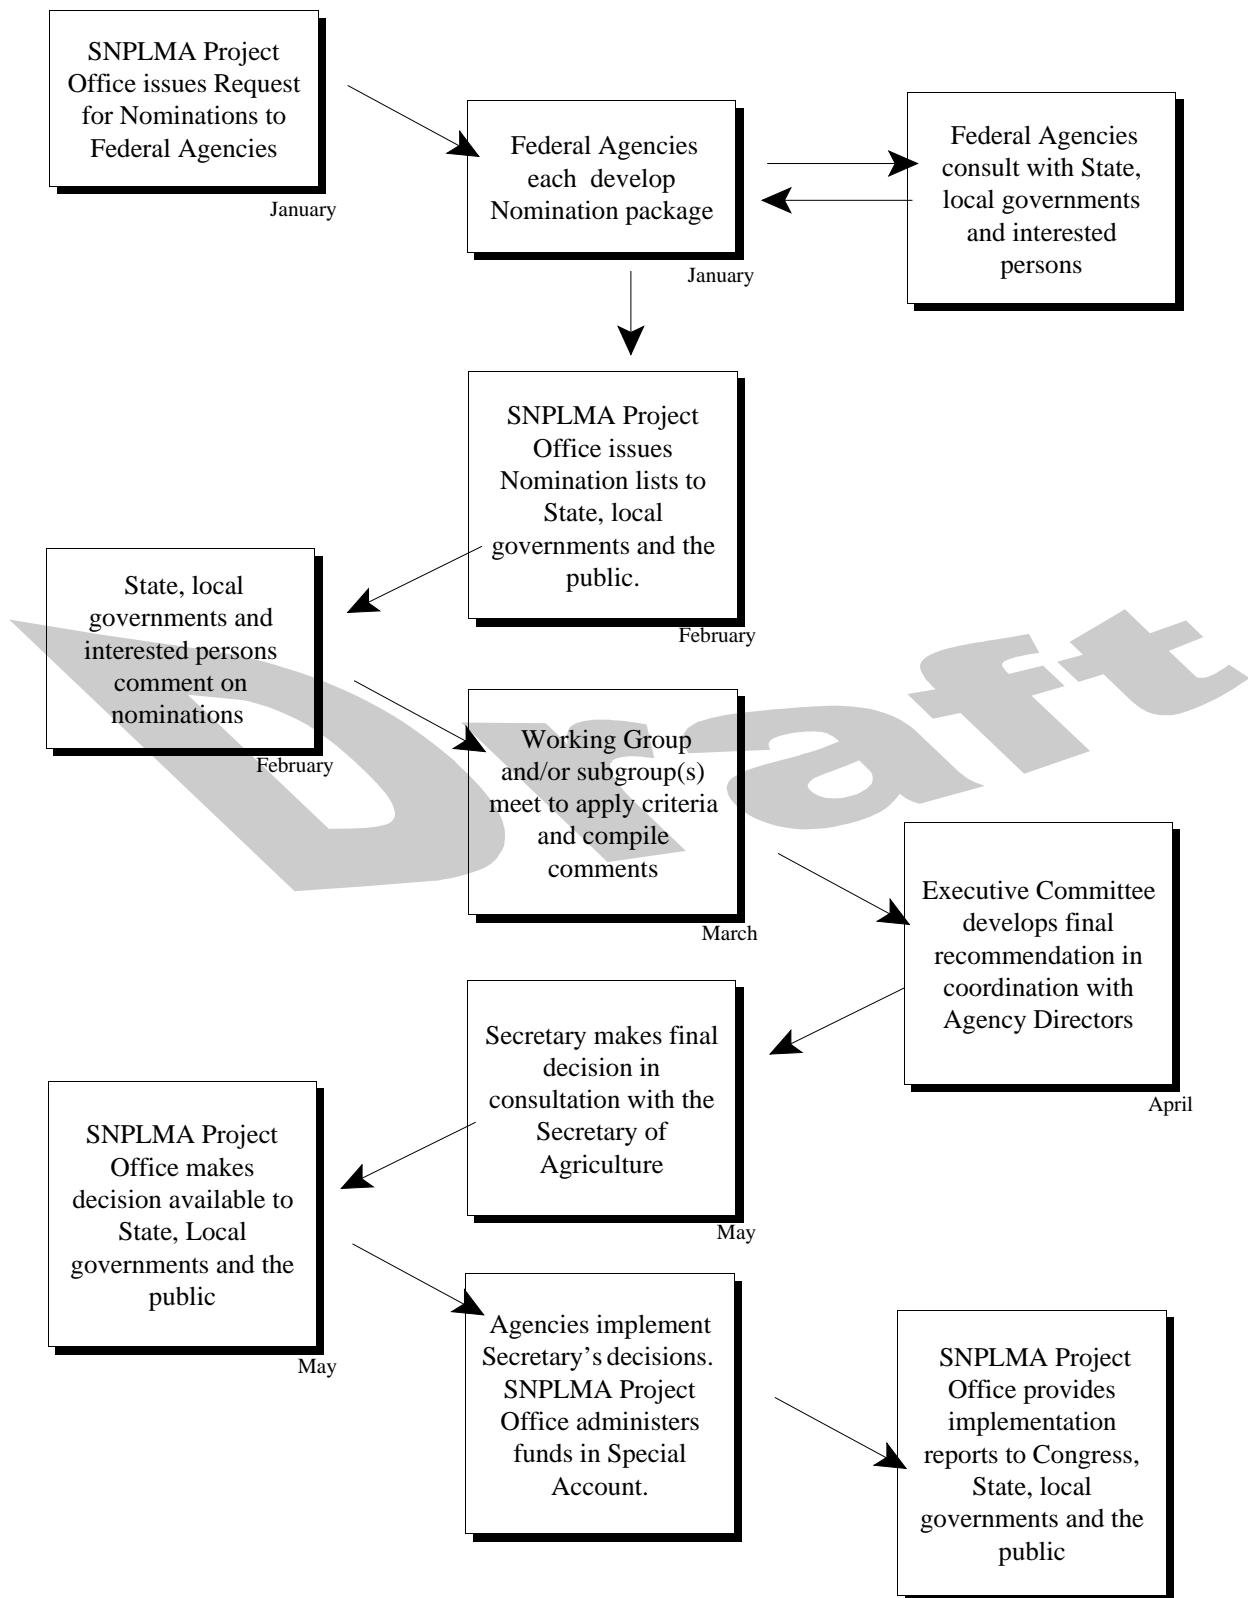 SNPLMA Project
Office issues Request
for Nominations to
Federal Agencies
January
Federal Agencies
each develop
Nomination package
January
Federal Agencies
consult with State,
local governments
and interested
persons
SNPLMA Project
Office issues
Nomination lists to
State, local
governments and the
public.
February
State, local
governments and
interested persons
comment on
nominations
February
Draft
Working Group
and/or subgroup(s)
meet to apply criteria
and compile
comments
March
Executive Committee
develops final
recommendation in
coordination with
Agency Directors
April
Secretary makes final
decision in
consultation with the
Secretary of
Agriculture
May
SNPLMA Project
Office makes
decision available to
State, Local
governments and the
public
May
Agencies implement
Secretary's decisions.
SNPLMA Project
Office administers
funds in Special
Account.
SNPLMA Project
Office provides
implementation
reports to Congress,
State, local
governments and the
public